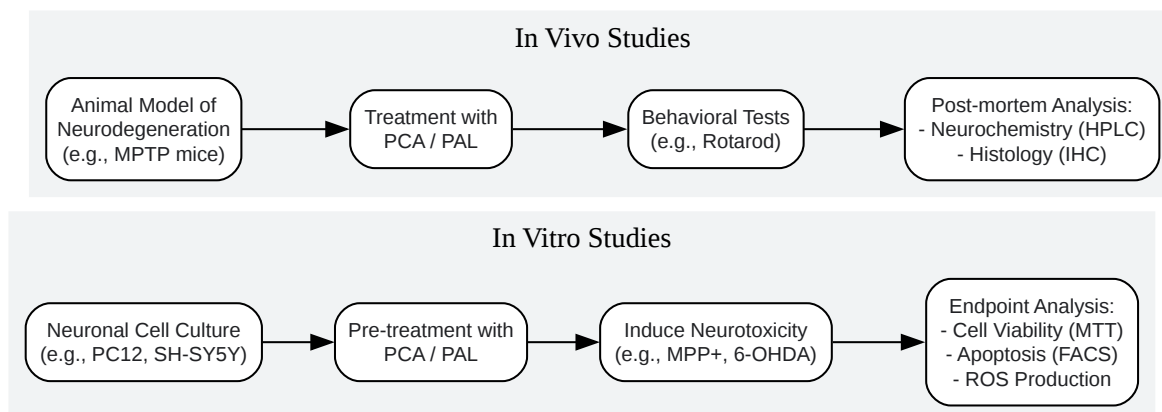 In Vivo Studies
Animal Model of
Neurodegeneration
(e.g., MPTP mice)
Treatment with
PCA / PAL
Behavioral Tests
(e.g., Rotarod)
Post-mortem Analysis:
- Neurochemistry (HPLC)
- Histology (IHC)
In Vitro Studies
Neuronal Cell Culture
(e.g., PC12, SH-SY5Y)
Pre-treatment with
PCA / PAL
Induce Neurotoxicity
(e.g., MPP+, 6-OHDA)
Endpoint Analysis:
- Cell Viability (MTT)
- Apoptosis (FACS)
- ROS Production